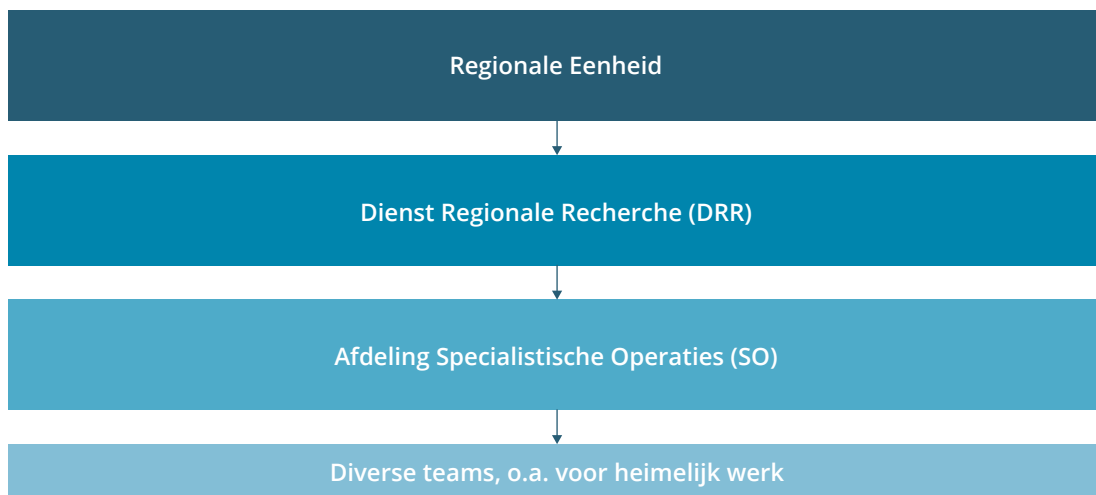 Regionale Eenheid
Dienst Regionale Recherche (DRR)
Afdeling Specialistische Operaties (SO)
Diverse teams, o.a. voor heimelijk werk